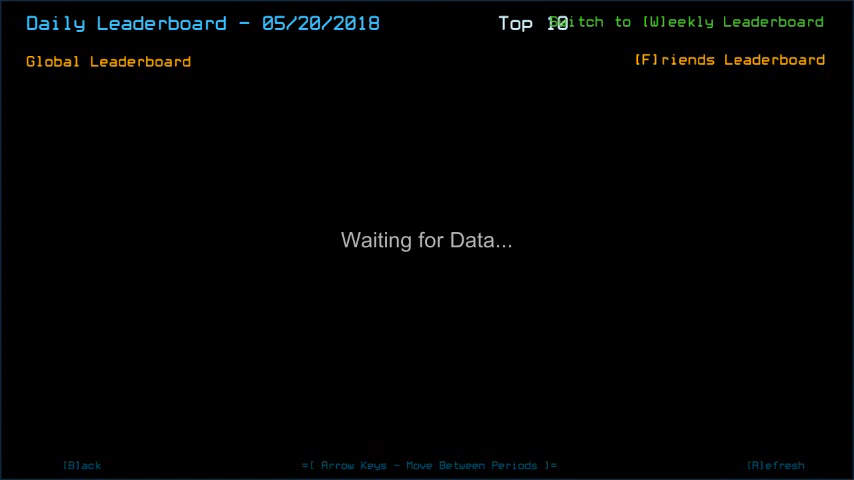 Daily Leaderboard - 05/20/2018
Top 10
Switch to [W]eekly Leaderboard
Global Leaderboard
[F]riends Leaderboard
Waiting for Data...
[B]ack
=[ Arrow Keys - Move Between Periods ]=
[R]efresh